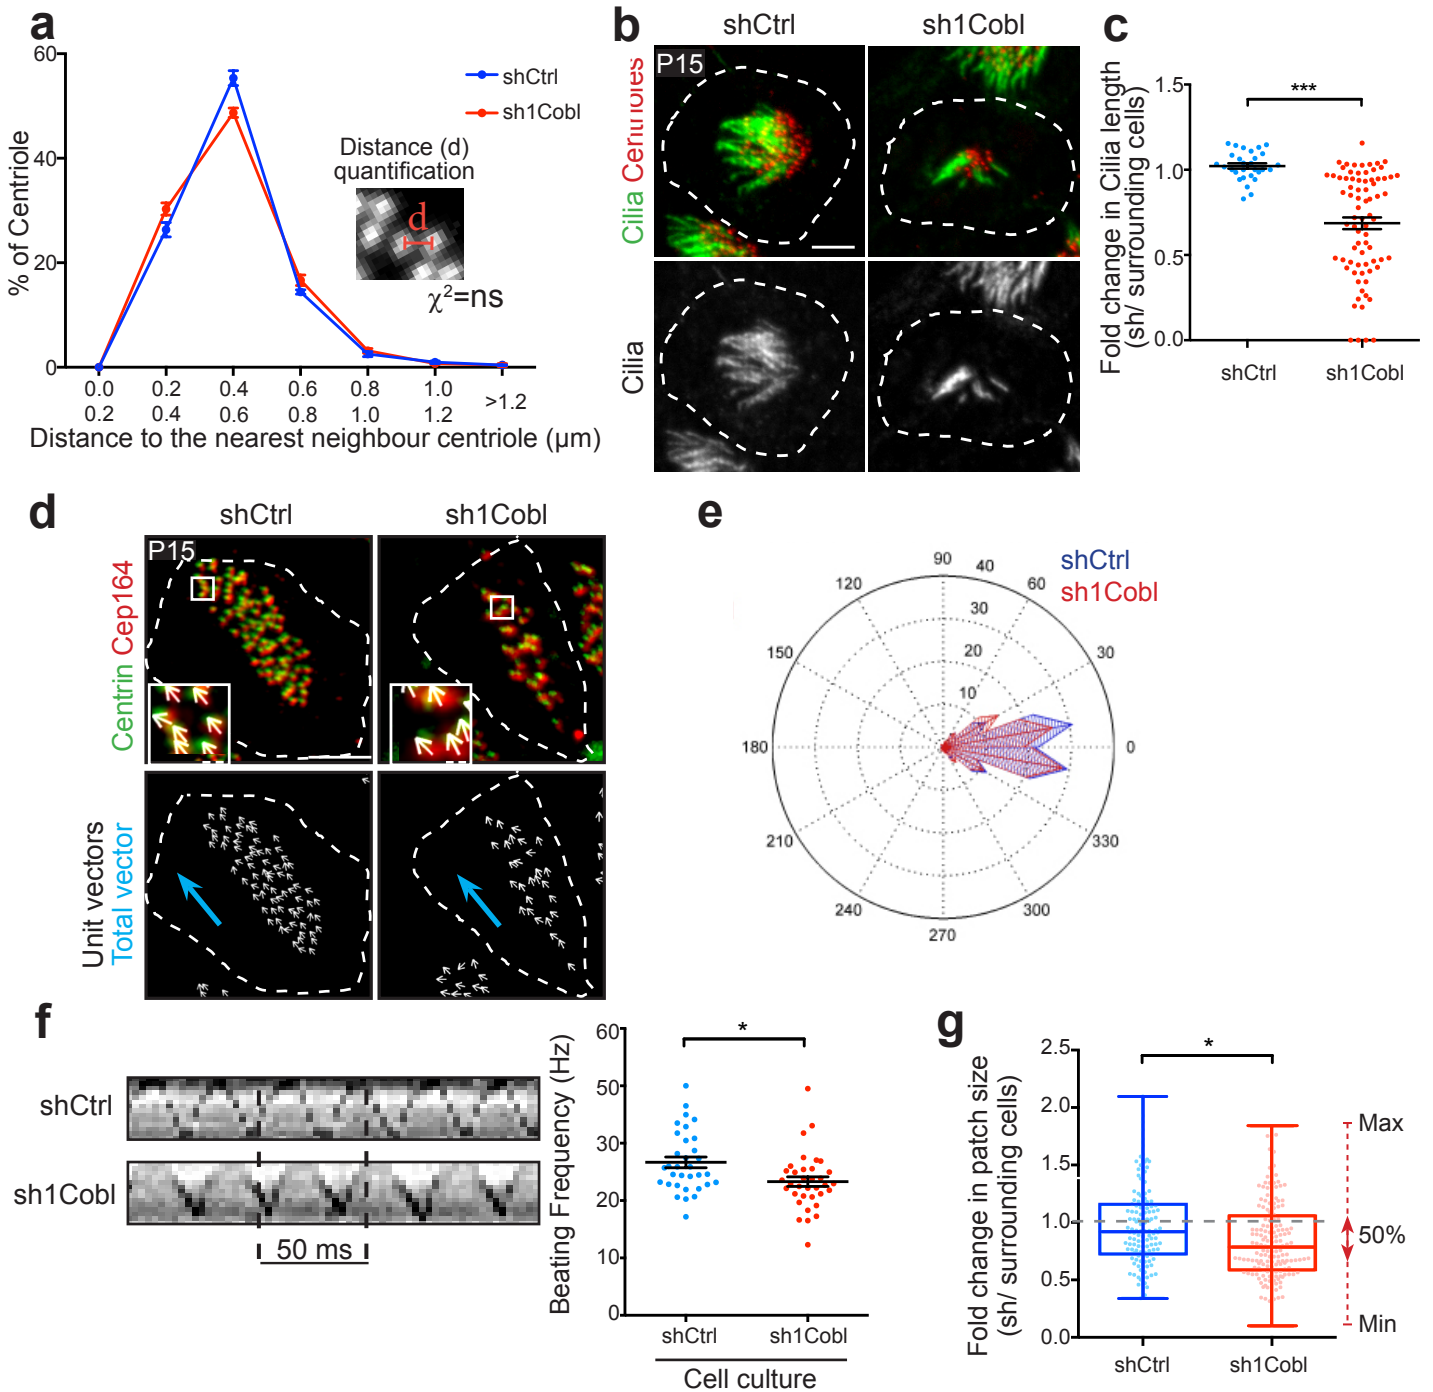 a
60
40
20
0
% of Centriole
shCtrl
sh1Cobl
Distance (d)
quantification
d
χ²=ns
0.0 0.2 0.4 0.6 0.8 1.0 >1.2
0.2 0.4 0.6 0.8 1.0 1.2
Distance to the nearest neighbour centriole (µm)
b
shCtrl sh1Cobl
P15
Cilia Centrioles
Cilia
c
Fold change in Cilia length
(sh/ surrounding cells)
1.5
1.0
0.5
0.0
***
shCtrl sh1Cobl
d
shCtrl sh1Cobl
P15
Centrin Cep164
Unit vectors
Total vector
e
shCtrl
sh1Cobl
90
120
60
150
30
180
0
210
330
240
300
270
40
30
20
10
f
shCtrl
sh1Cobl
50 ms
Beating Frequency (Hz)
60
50
30
20
10
0
*
shCtrl sh1Cobl
Cell culture
g
Fold change in patch size
(sh/ surrounding cells)
2.5
2.0
1.5
1.0
0.5
0.0
*
Max
50%
Min
shCtrl sh1Cobl